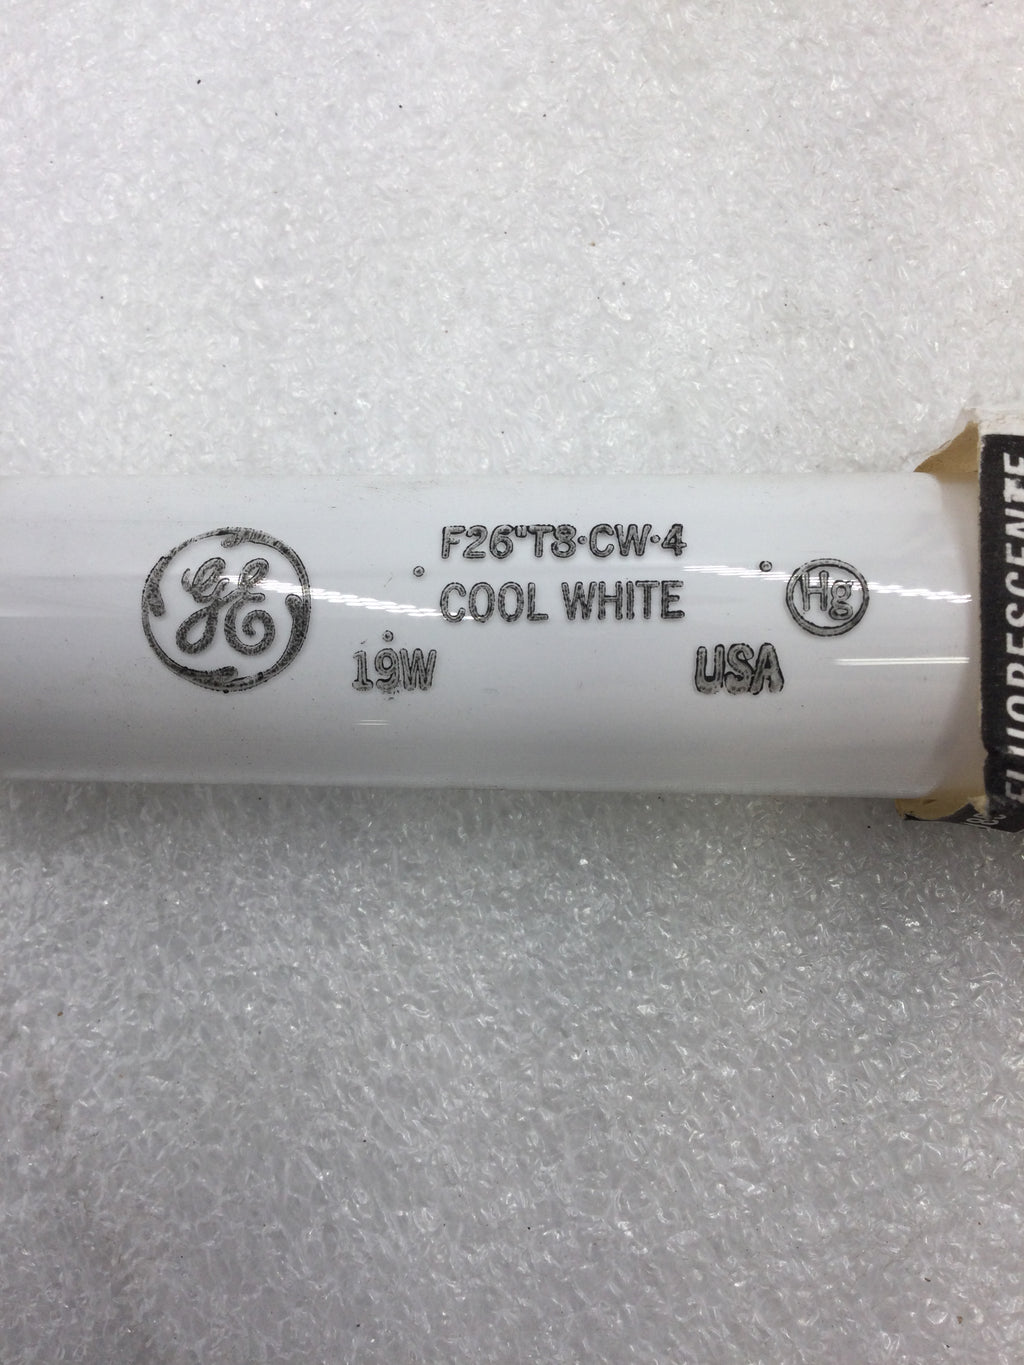 GE
F26"T8·CW·4
COOL WHITE
Hg
19W
USA
FLUORESCENTE